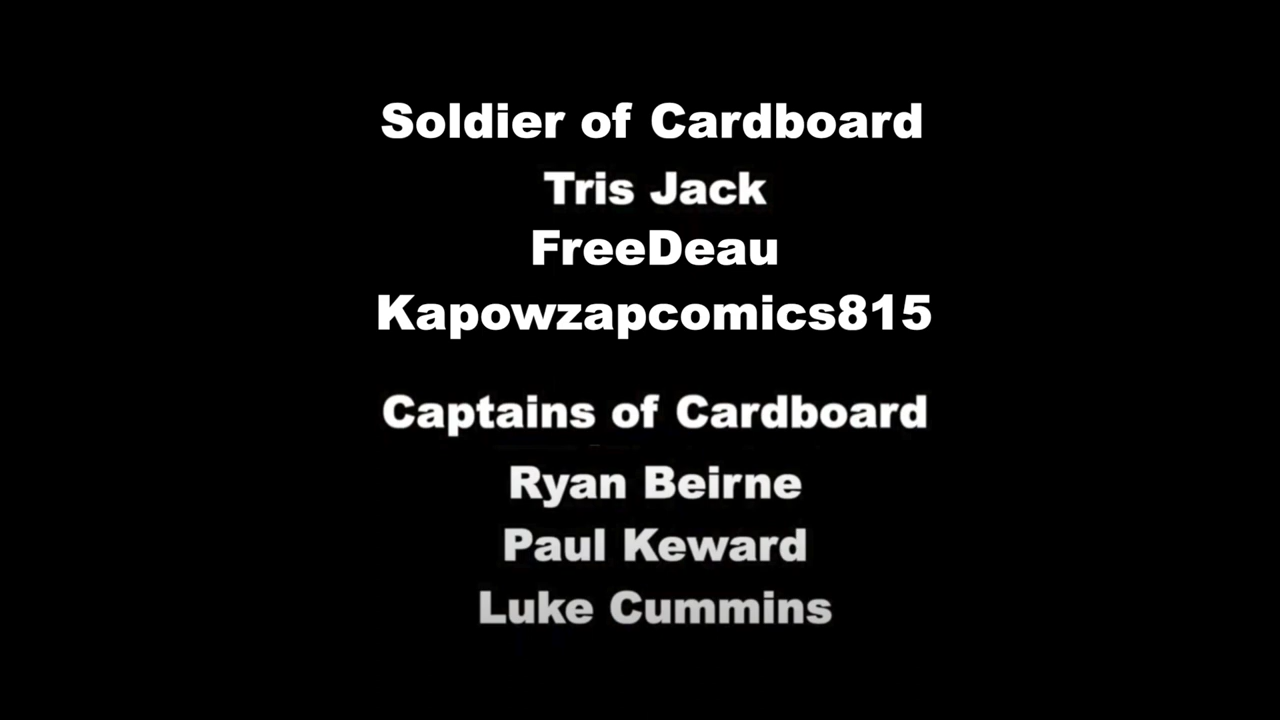 Soldier of Cardboard
Tris Jack
FreeDeau
Kapowzapcomics815
Captains of Cardboard
Ryan Beirne
Paul Keward
Luke Cummins